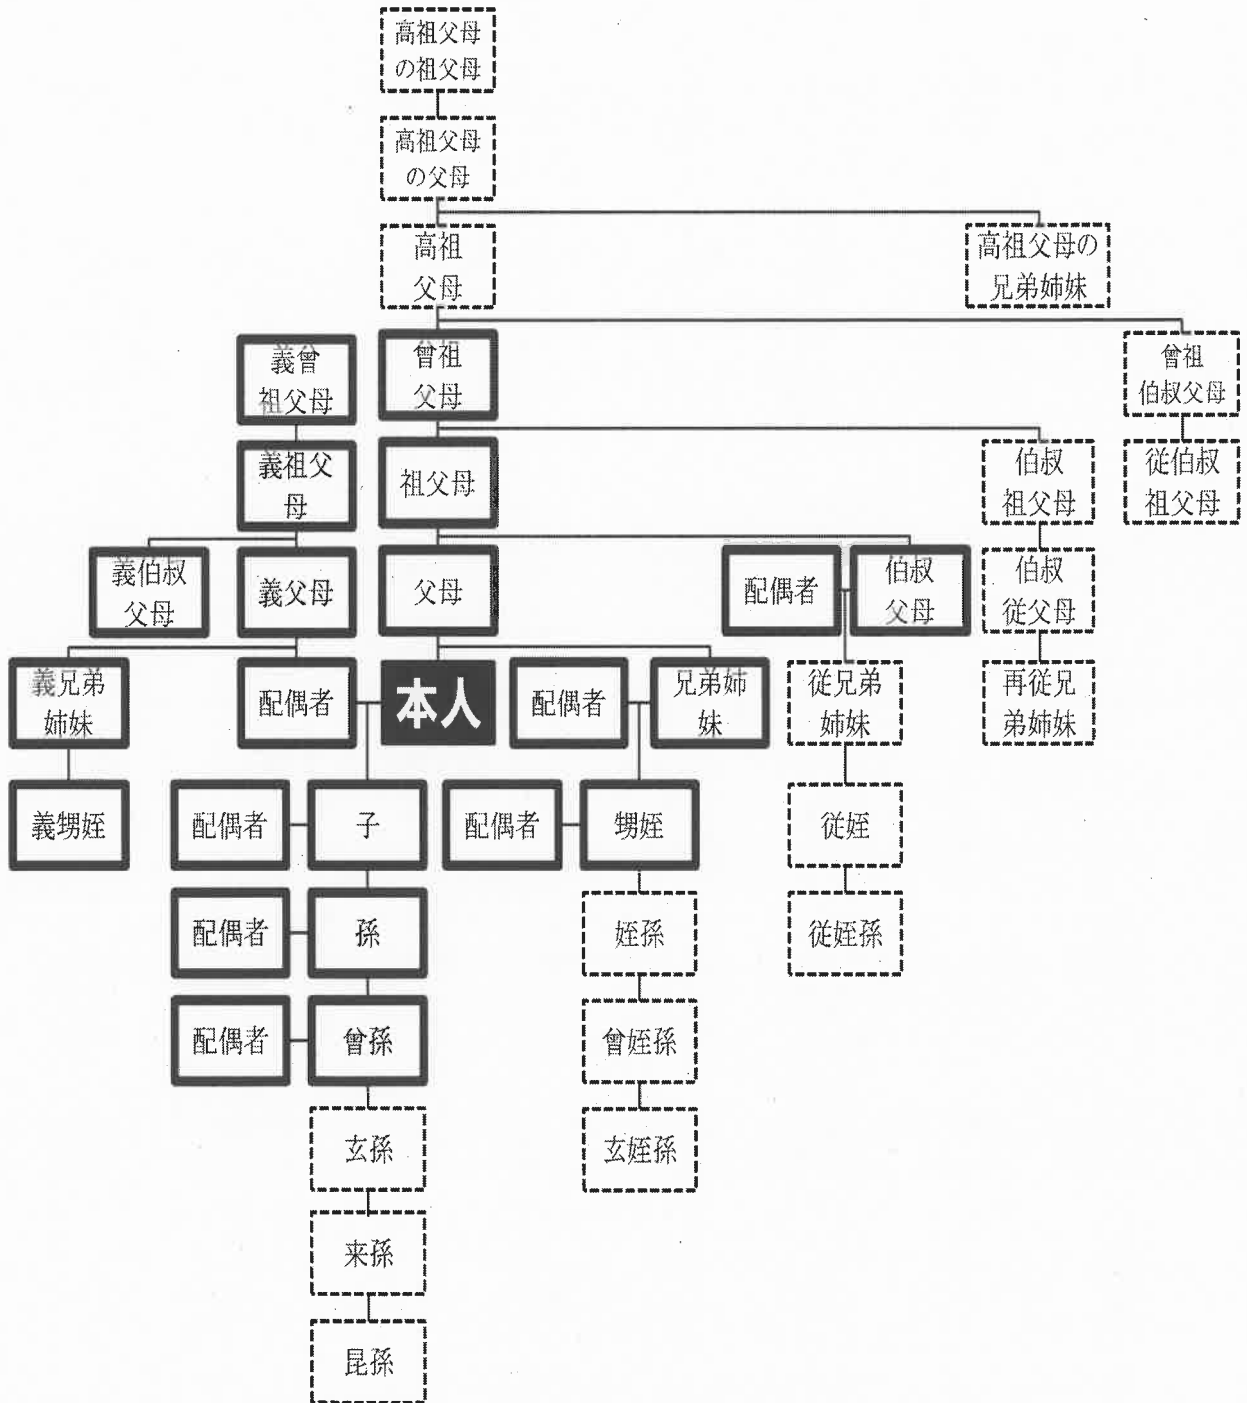 高祖父母
の祖父母
高祖父母
の父母
高祖
父母
高祖父母の
兄弟姉妹
義曾
祖父母
曾祖
父母
曾祖
伯叔父母
義祖父
母
祖父母
伯叔
祖父母
従伯叔
祖父母
義伯叔
父母
義父母
父母
配偶者
伯叔
父母
伯叔
従父母
義兄弟
姉妹
配偶者
本人
配偶者
兄弟姉
妹
従兄弟
姉妹
再従兄
弟姉妹
義甥姪
配偶者
子
配偶者
甥姪
従姪
配偶者
孫
姪孫
従姪孫
配偶者
曾孫
曾姪孫
玄孫
玄姪孫
来孫
昆孫